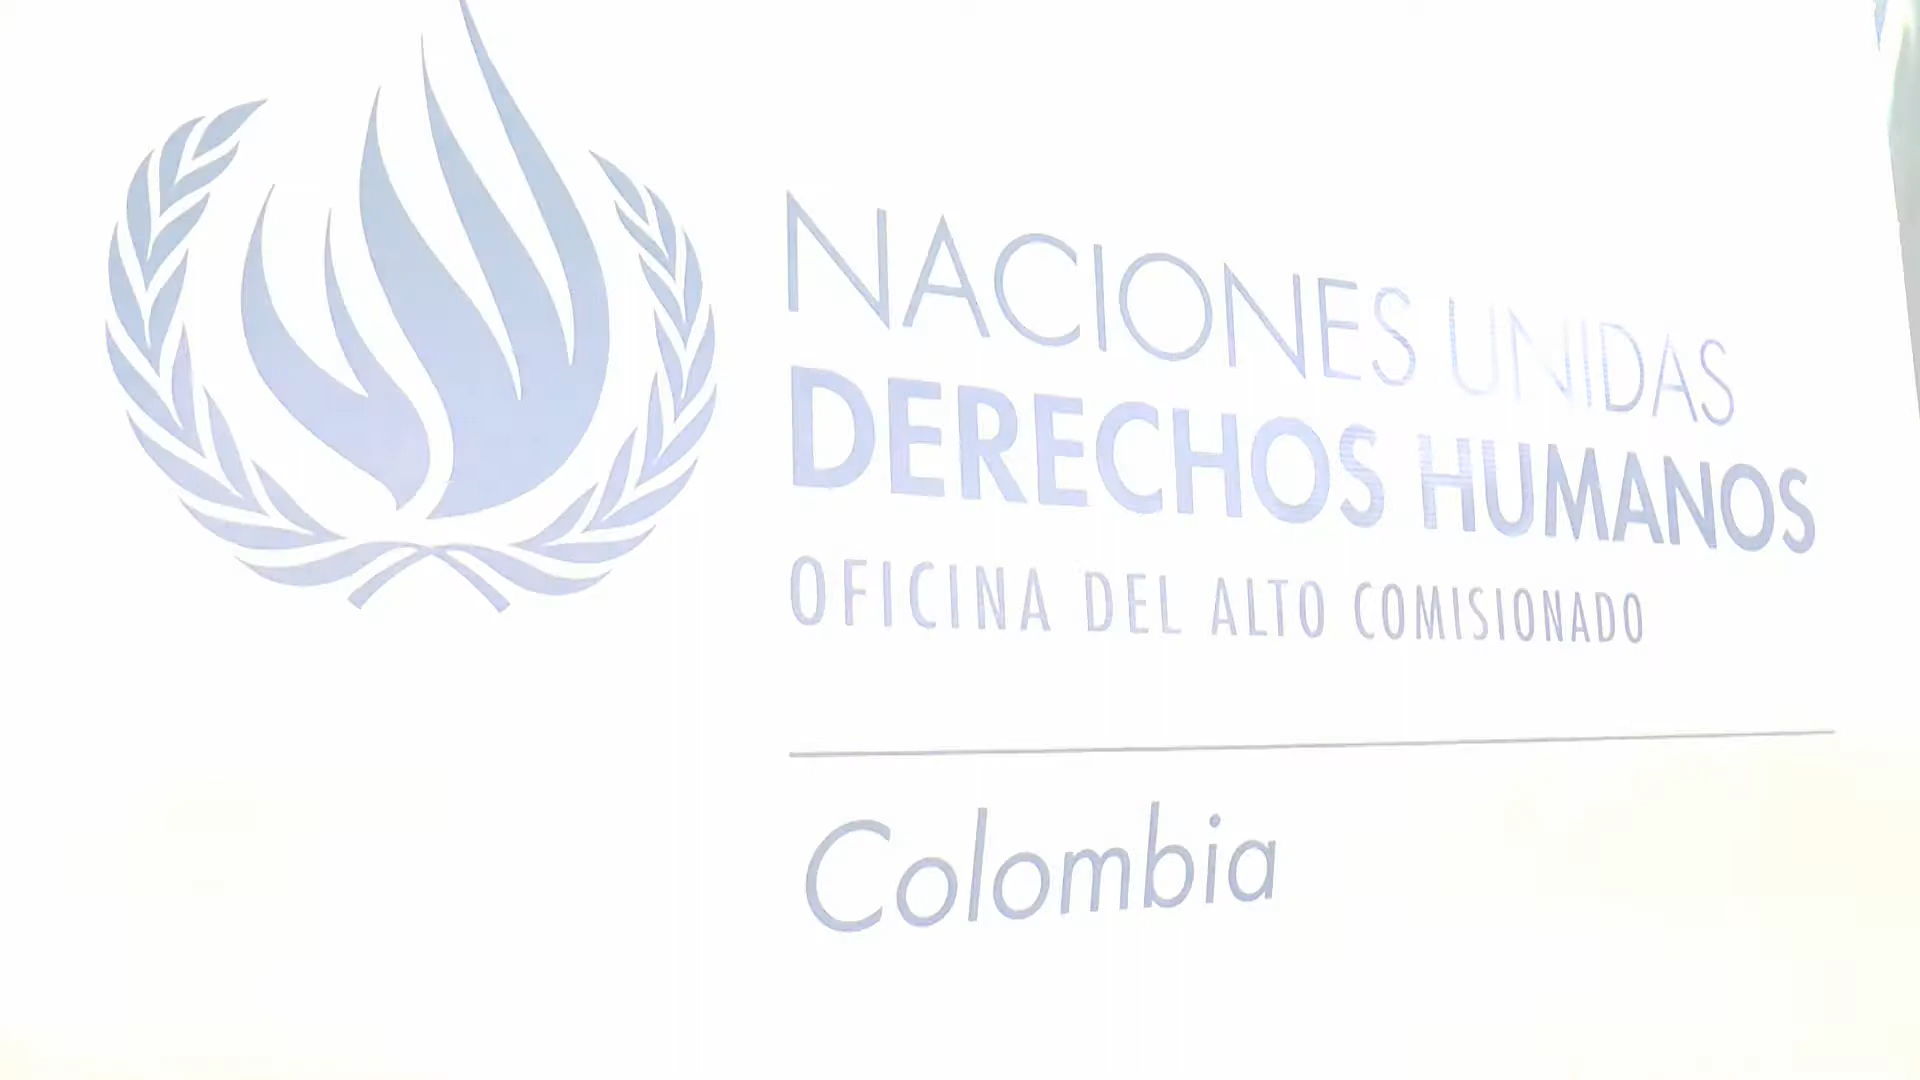 NACIONES UNIDAS
DERECHOS HUMANOS
OFICINA DEL ALTO COMISIONADO
Colombia